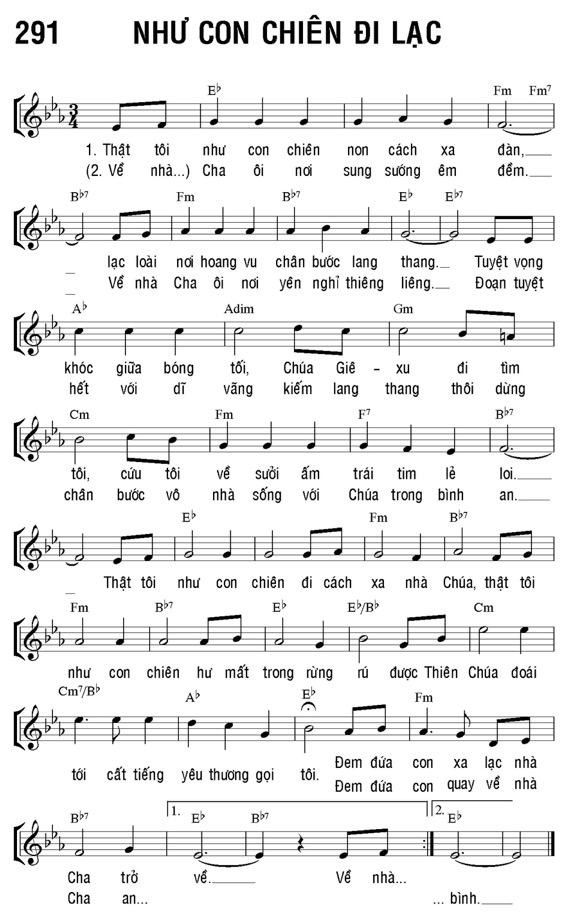 291 NHƯ CON CHIÊN ĐI LẠC
E♭ Fm Fm7
1. Thật tôi như con chiên non cách xa đàn,
(2. Về nhà...) Cha ôi nơi sung sướng êm đềm.
B♭7 Fm B♭7 E♭ E♭7
lạc loài nơi hoang vu chân bước lang thang. Tuyệt vọng
Về nhà Cha ôi nơi yên nghỉ thiêng liêng. Đoạn tuyệt
A♭ Adim Gm
khóc giữa bóng tối, Chúa Giê - xu đi tìm
hết với dĩ vãng kiếm lang thang thôi dừng
Cm Fm F7 B♭7
tôi, cứu tôi về sưởi ấm trái tim lẻ loi.
chân bước vô nhà sống với Chúa trong bình an.
E♭ Fm B♭7
Thật tôi như con chiên đi cách xa nhà Chúa, thật tôi
Fm B♭7 E♭ E♭/B♭ Cm
như con chiên hư mất trong rừng rú được Thiên Chúa đoái
Cm7/B♭ A♭ E♭ Fm
Đem đứa con xa lạc nhà
tới cất tiếng yêu thương gọi tôi.
Đem đứa con quay về nhà
B♭7 1. E♭ B♭7 2. E♭
Cha trở về. Về nhà...
Cha an... ... bình.